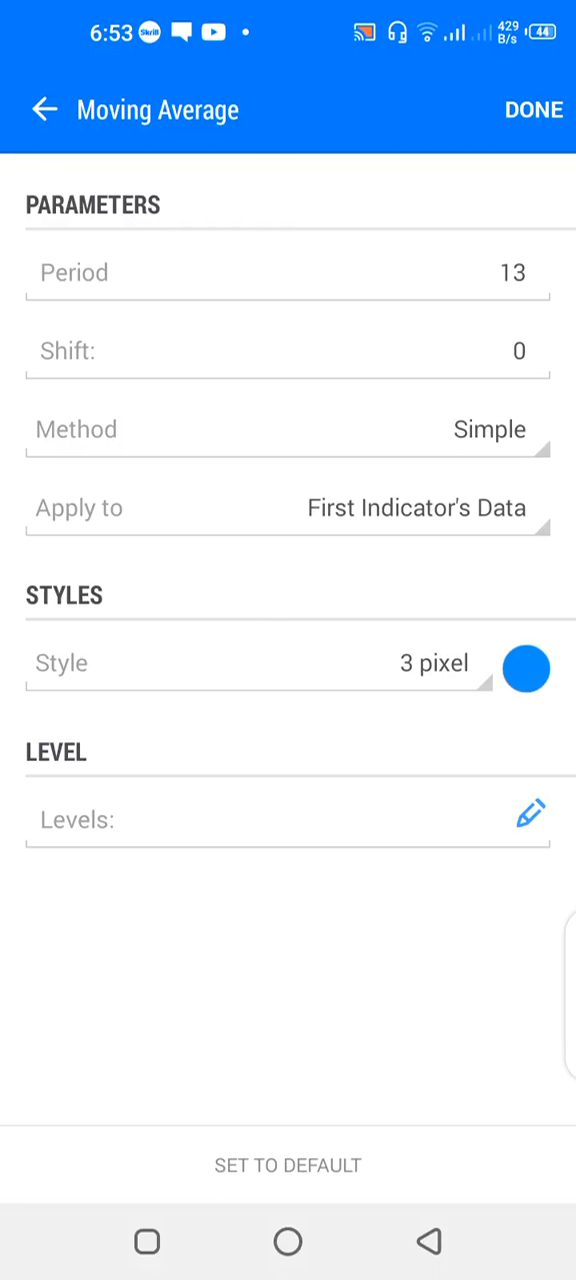 6:53 Skrill 429 B/s 44
Moving Average DONE
PARAMETERS
Period 13
Shift: 0
Method Simple
Apply to First Indicator's Data
STYLES
Style 3 pixel
LEVEL
Levels:
SET TO DEFAULT